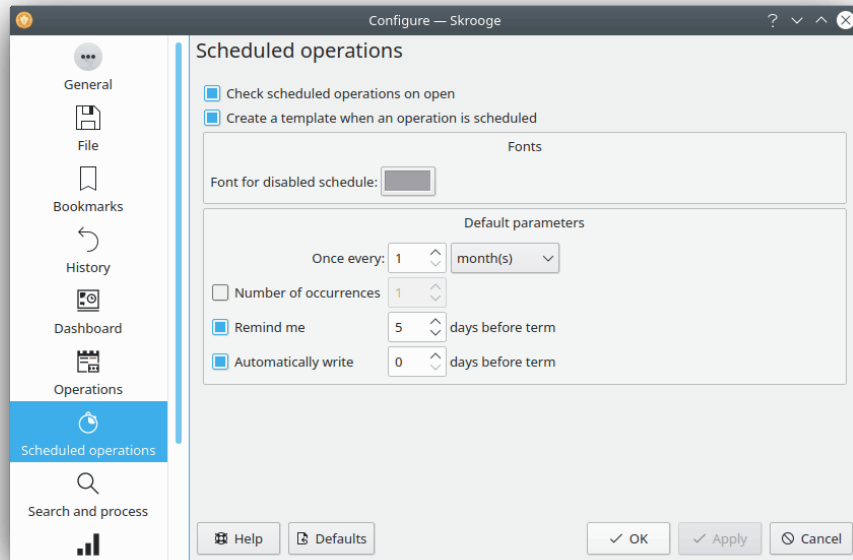 Configure — Skrooge
General
File
Bookmarks
History
Dashboard
Operations
Scheduled operations
Search and process
Scheduled operations
Check scheduled operations on open
Create a template when an operation is scheduled
Fonts
Font for disabled schedule:
Default parameters
Once every: 1 month(s)
Number of occurrences 1
Remind me 5 days before term
Automatically write 0 days before term
Help Defaults OK Apply Cancel